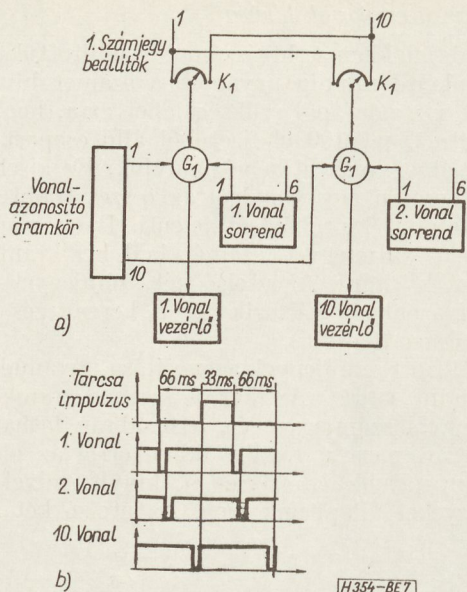 1
10
1. Számjegy
beállítók
K1
K1
G1
G1
1
1
6
1
6
Vonal-
azonosító
áramkör
1. Vonal
sorrend
2. Vonal
sorrend
10
1. Vonal
vezérlő
10. Vonal
vezérlő
a)
Tárcsa
impulzus
66 ms
33ms
66 ms
1. Vonal
2. Vonal
10. Vonal
b)
H354-BE7